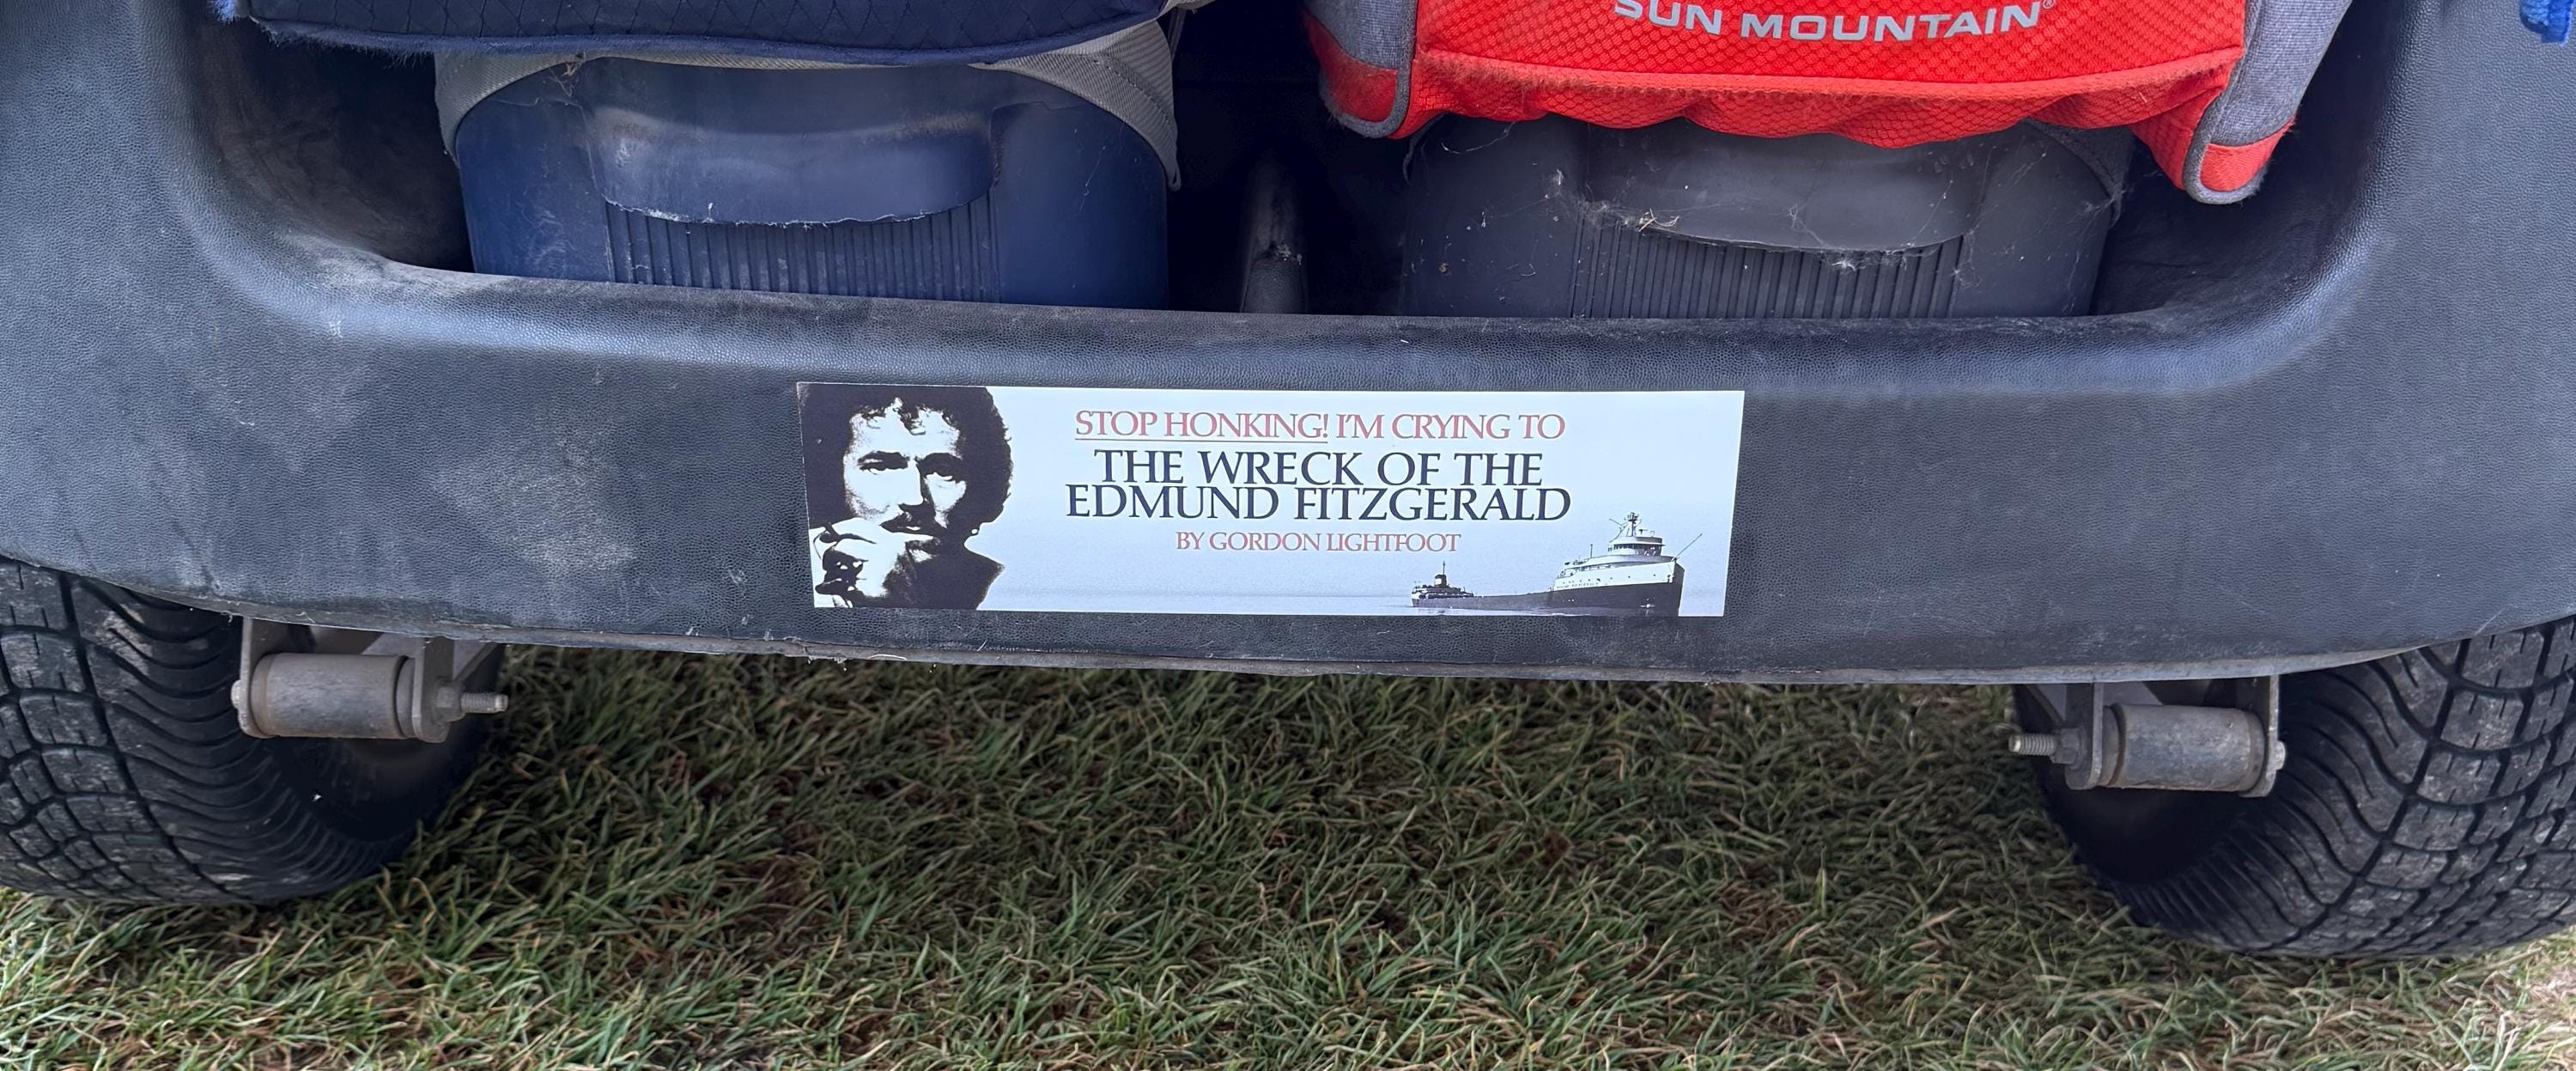 SUN MOUNTAIN®
STOP HONKING! I'M CRYING TO
THE WRECK OF THE
EDMUND FITZGERALD
BY GORDON LIGHTFOOT